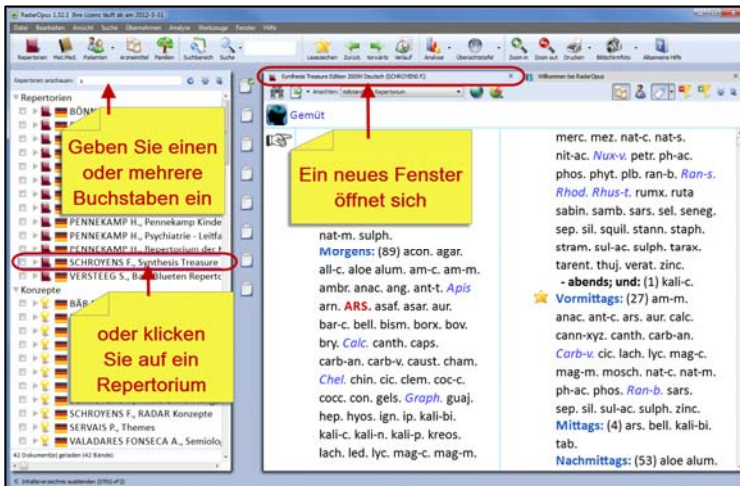 RadarOpus 1.32.3 Ihre Lizenz läuft ab am 2012-3-31
Datei Bearbeiten Ansicht Suche Übernehmen Analyse Werkzeuge Fenster Hilfe
Repertorien Mat.Med. Patienten Arzneimittel Familien Suchbereich Suche Lesezeichen Zurück Vorwärts Verlauf Analyse Übersichtstafel Zoom in Zoom out Drucken Bildschirmfoto Allgemeine Hilfe
Repertorien anschauen: s
Synthesis Treasure Edition 2009V Deutsch (SCHROYENS F.)
Willkommen bei RadarOpus
Ansichten: Vollständiges Repertorium
Repertorien
BÖNN
Geben Sie einen
oder mehrere
Buchstaben ein
PENNEKAMP H., Pennekamp Kinde
PENNEKAMP H., Psychiatrie - Leitfa
PENNEKAMP H., Repertorium der H
SCHROYENS F., Synthesis Treasure
VERSTEEG S., Bach Blueten Reperto
Konzepte
BÄR
oder klicken
Sie auf ein
Repertorium
SCHROYENS F., RADAR Konzepte
SERVAIS P., Themes
VALADARES FONSECA A., Semiolog
42 Dokument(e) geladen (42 Bände)
Inhaltsverzeichnis ausblenden (STRG+F1)
Gemüt
Ein neues Fenster
öffnet sich
nat-m. sulph.
Morgens: (89) acon. agar.
all-c. aloe alum. am-c. am-m.
ambr. anac. ang. ant-t. Apis
arn. ARS. asaf. asar. aur.
bar-c. bell. bism. borx. bov.
bry. Calc. canth. caps.
carb-an. carb-v. caust. cham.
Chel. chin. cic. clem. coc-c.
cocc. con. gels. Graph. guaj.
hep. hyos. ign. ip. kali-bi.
kali-c. kali-n. kali-p. kreos.
lach. led. lyc. mag-c. mag-m.
merc. mez. nat-c. nat-s.
nit-ac. Nux-v. petr. ph-ac.
phos. phyt. plb. ran-b. Ran-s.
Rhod. Rhus-t. rumx. ruta
sabin. samb. sars. sel. seneg.
sep. sil. squil. stann. staph.
stram. sul-ac. sulph. tarax.
tarent. thuj. verat. zinc.
- abends; und: (1) kali-c.
Vormittags: (27) am-m.
anac. ant-c. ars. aur. calc.
cann-xyz. canth. carb-an.
Carb-v. cic. lach. lyc. mag-c.
mag-m. mosch. nat-c. nat-m.
ph-ac. phos. Ran-b. sars.
sep. sil. sul-ac. sulph. zinc.
Mittags: (4) ars. bell. kali-bi.
tab.
Nachmittags: (53) aloe alum.